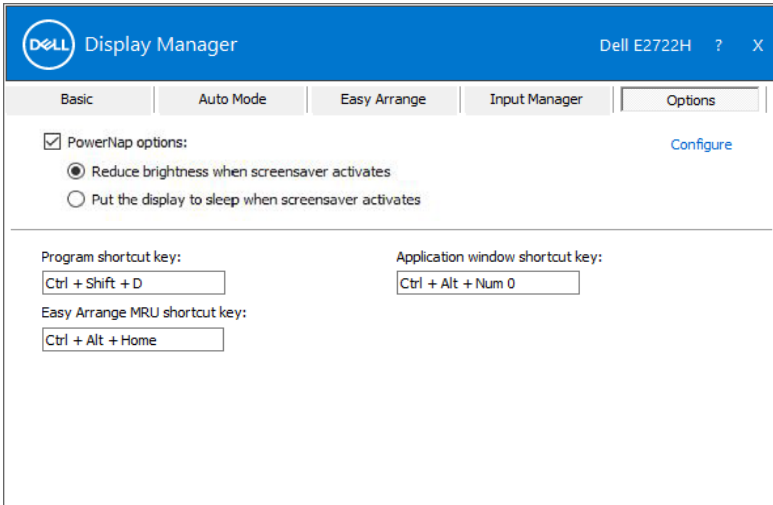 DELL Display Manager Dell E2722H ? X
Basic Auto Mode Easy Arrange Input Manager Options
PowerNap options: Configure
Reduce brightness when screensaver activates
Put the display to sleep when screensaver activates
Program shortcut key: Application window shortcut key:
Ctrl + Shift + D Ctrl + Alt + Num 0
Easy Arrange MRU shortcut key:
Ctrl + Alt + Home